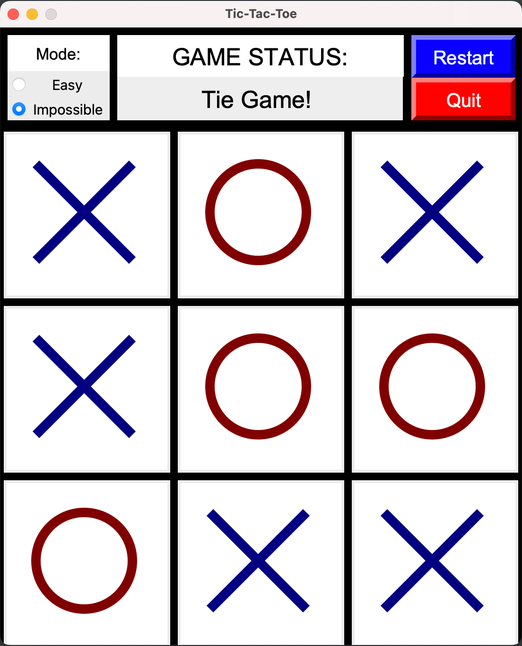 Tic-Tac-Toe
Mode:
Easy
Impossible
GAME STATUS:
Tie Game!
Restart
Quit